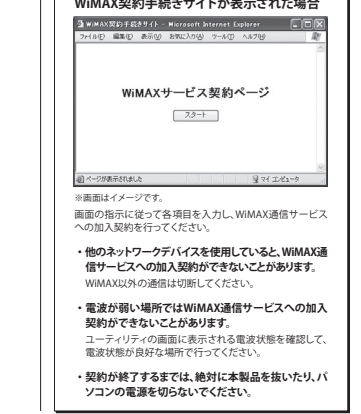 WiMAX契約手続きサイトが表示された場合
WiMAX契約手続きサイト - Microsoft Internet Explorer
ファイル(F) 編集(E) 表示(V) お気に入り(A) ツール(T) ヘルプ(H)
WiMAXサービス契約ページ
スタート
ページが表示されました マイ コンピュータ
※画面はイメージです。
画面の指示に従って各項目を入力し、WiMAX通信サービス
への加入契約を行ってください。
・他のネットワークデバイスを使用していると、WiMAX通
信サービスへの加入契約ができないことがあります。
WiMAX以外の通信は切断してください。
・電波が弱い場所ではWiMAX通信サービスへの加入
契約ができないことがあります。
ユーティリティの画面に表示される電波状態を確認して、
電波状態が良好な場所で行ってください。
・契約が終了するまでは、絶対に本製品を抜いたり、パ
ソコンの電源を切らないでください。